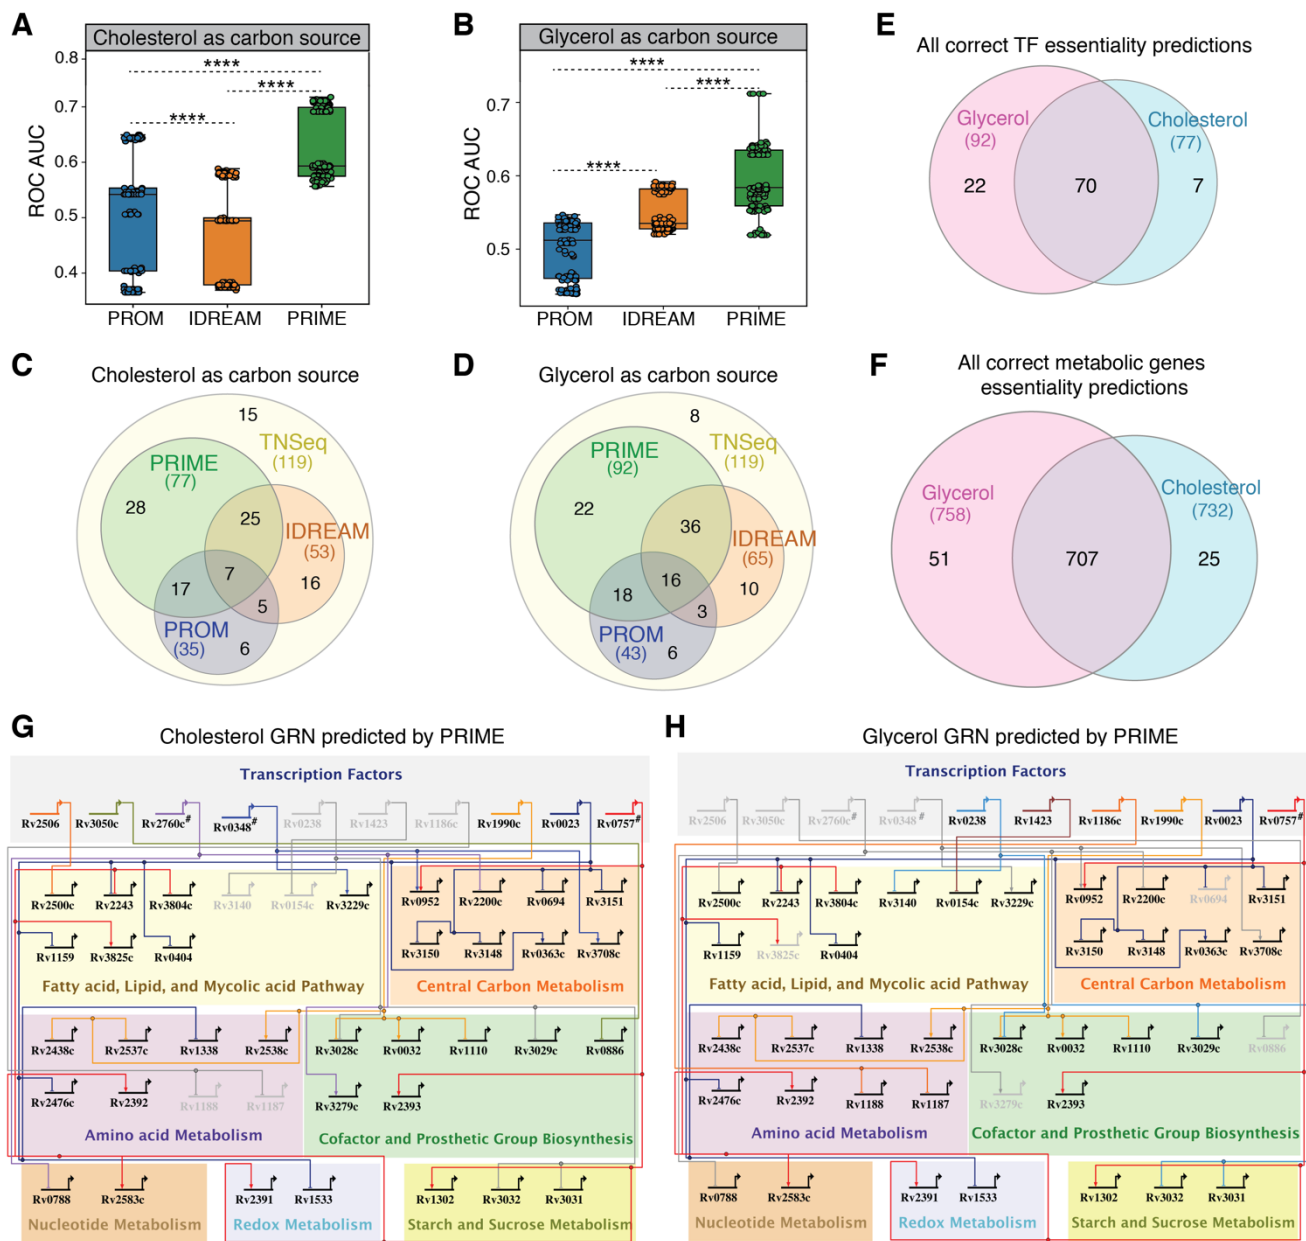 A
Cholesterol as carbon source
ROC AUC
0.8
0.7
0.6
0.5
0.4
****
****
****
PROM IDREAM PRIME
B
Glycerol as carbon source
ROC AUC
0.7
0.6
0.5
****
****
****
PROM IDREAM PRIME
E
All correct TF essentiality predictions
Glycerol
(92)
Cholesterol
(77)
22 70 7
C
Cholesterol as carbon source
15
TNSeq
(119)
PRIME
(77)
28
25
IDREAM
(53)
17
7
16
5
PROM
(35)
6
D
Glycerol as carbon source
8
TNSeq
(119)
PRIME
(92)
22
36
IDREAM
(65)
18
16
10
3
PROM
(43)
6
F
All correct metabolic genes
essentiality predictions
Glycerol
(758)
Cholesterol
(732)
51 707 25
G
Cholesterol GRN predicted by PRIME
Transcription Factors
Rv2506 Rv3050c Rv2760c# Rv0348# Rv0238 Rv1423 Rv1186c Rv1990c Rv0023 Rv0757#
Rv2500c Rv2243 Rv3804c Rv3140 Rv0154c Rv3229c
Rv1159 Rv3825c Rv0404
Fatty acid, Lipid, and Mycolic acid Pathway
Rv0952 Rv2200c Rv0694 Rv3151
Rv3150 Rv3148 Rv0363c Rv3708c
Central Carbon Metabolism
Rv2438c Rv2537c Rv1338 Rv2538c
Rv2476c Rv2392 Rv1188 Rv1187
Amino acid Metabolism
Rv3028c Rv0032 Rv1110 Rv3029c Rv0886
Rv3279c Rv2393
Cofactor and Prosthetic Group Biosynthesis
Rv0788 Rv2583c
Nucleotide Metabolism
Rv2391 Rv1533
Redox Metabolism
Rv1302 Rv3032 Rv3031
Starch and Sucrose Metabolism
H
Glycerol GRN predicted by PRIME
Transcription Factors
Rv2506 Rv3050c Rv2760c# Rv0348# Rv0238 Rv1423 Rv1186c Rv1990c Rv0023 Rv0757#
Rv2500c Rv2243 Rv3804c Rv3140 Rv0154c Rv3229c
Rv1159 Rv3825c Rv0404
Fatty acid, Lipid, and Mycolic acid Pathway
Rv0952 Rv2200c Rv0694 Rv3151
Rv3150 Rv3148 Rv0363c Rv3708c
Central Carbon Metabolism
Rv2438c Rv2537c Rv1338 Rv2538c
Rv2476c Rv2392 Rv1188 Rv1187
Amino acid Metabolism
Rv3028c Rv0032 Rv1110 Rv3029c Rv0886
Rv3279c Rv2393
Cofactor and Prosthetic Group Biosynthesis
Rv0788 Rv2583c
Nucleotide Metabolism
Rv2391 Rv1533
Redox Metabolism
Rv1302 Rv3032 Rv3031
Starch and Sucrose Metabolism